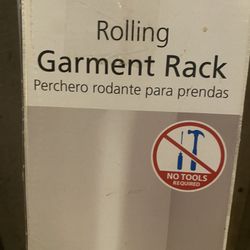 Rolling
Garment Rack
Perchero rodante para prendas
NO TOOLS
REQUIRED